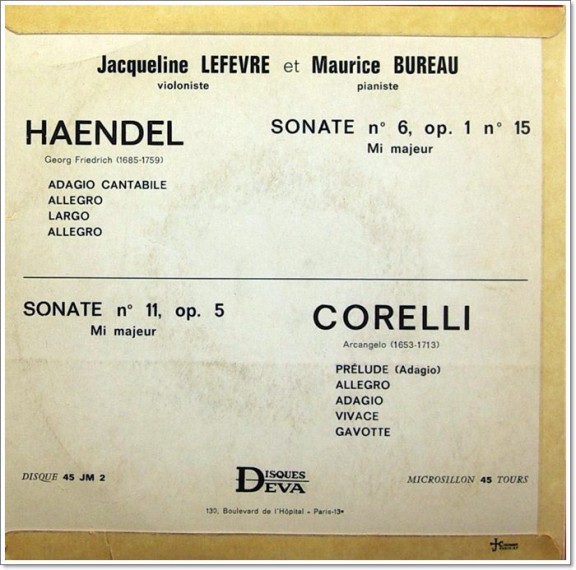 Jacqueline LEFEVRE et Maurice BUREAU
violoniste pianiste
HAENDEL
Georg Friedrich (1685-1759)
SONATE n° 6, op. 1 n° 15
Mi majeur
ADAGIO CANTABILE
ALLEGRO
LARGO
ALLEGRO
SONATE n° 11, op. 5
Mi majeur
CORELLI
Arcangelo (1653-1713)
PRÉLUDE (Adagio)
ALLEGRO
ADAGIO
VIVACE
GAVOTTE
DISQUE 45 JM 2
DISQUES
DEVA
MICROSILLON 45 TOURS
130, Boulevard de l'Hôpital - Paris-13e